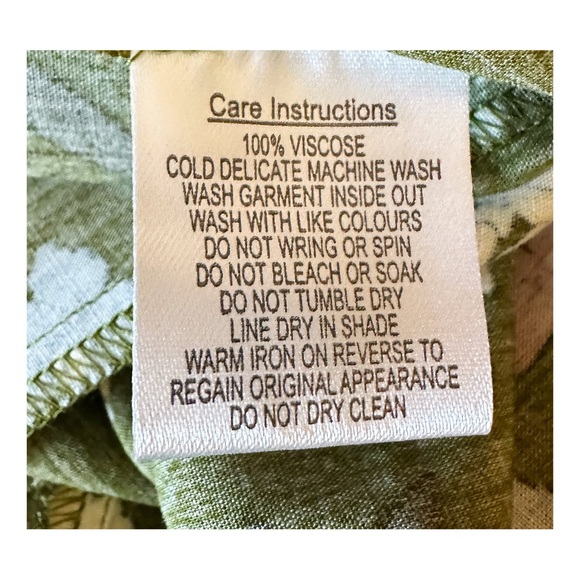 Care Instructions
100% VISCOSE
COLD DELICATE MACHINE WASH
WASH GARMENT INSIDE OUT
WASH WITH LIKE COLOURS
DO NOT WRING OR SPIN
DO NOT BLEACH OR SOAK
DO NOT TUMBLE DRY
LINE DRY IN SHADE
WARM IRON ON REVERSE TO
REGAIN ORIGINAL APPEARANCE
DO NOT DRY CLEAN